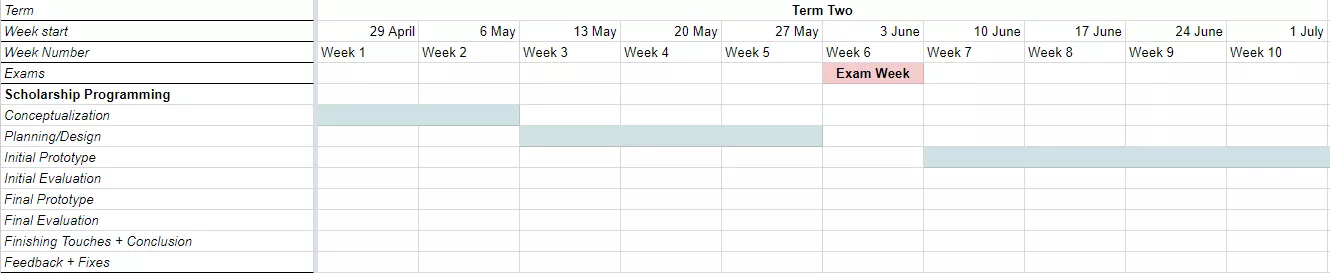 Term Term Two
Week start 29 April 6 May 13 May 20 May 27 May 3 June 10 June 17 June 24 June 1 July
Week Number Week 1 Week 2 Week 3 Week 4 Week 5 Week 6 Week 7 Week 8 Week 9 Week 10
Exams Exam Week
Scholarship Programming
Conceptualization
Planning/Design
Initial Prototype
Initial Evaluation
Final Prototype
Final Evaluation
Finishing Touches + Conclusion
Feedback + Fixes